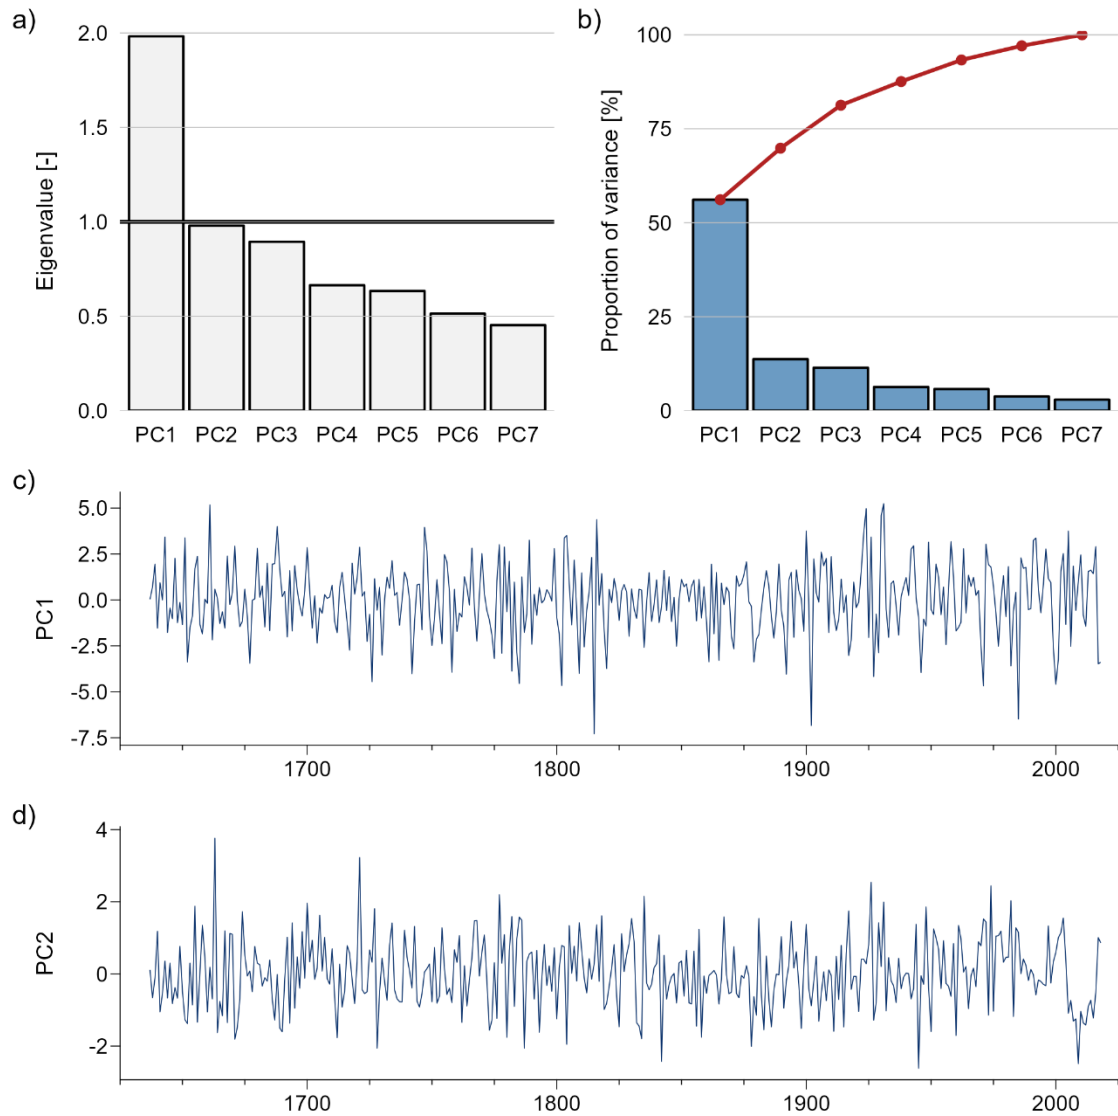 a)
Eigenvalue [-]
2.0
1.5
1.0
0.5
0.0
PC1 PC2 PC3 PC4 PC5 PC6 PC7
b)
Proportion of variance [%]
100
75
50
25
0
PC1 PC2 PC3 PC4 PC5 PC6 PC7
c)
PC1
5.0
2.5
0.0
-2.5
-5.0
-7.5
1700 1800 1900 2000
d)
PC2
4
2
0
-2
1700 1800 1900 2000